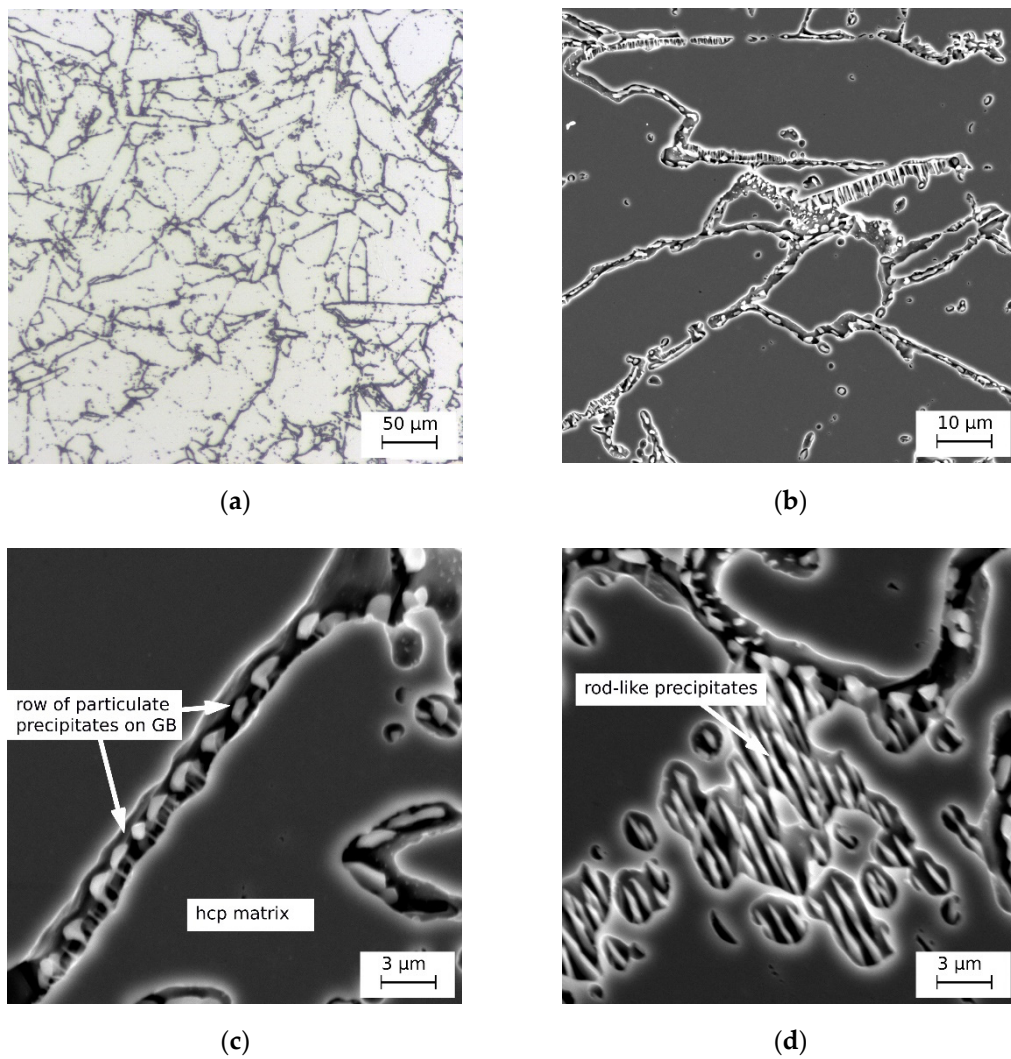 50 μm
10 μm
(a)
(b)
row of particulate
precipitates on GB
hcp matrix
3 μm
rod-like precipitates
3 μm
(c)
(d)